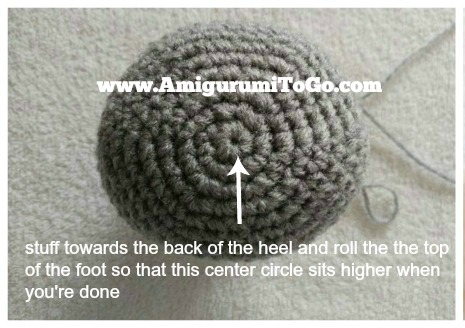 www.AmigurumiToGo.com
stuff towards the back of the heel and roll the the top
of the foot so that this center circle sits higher when
you're done